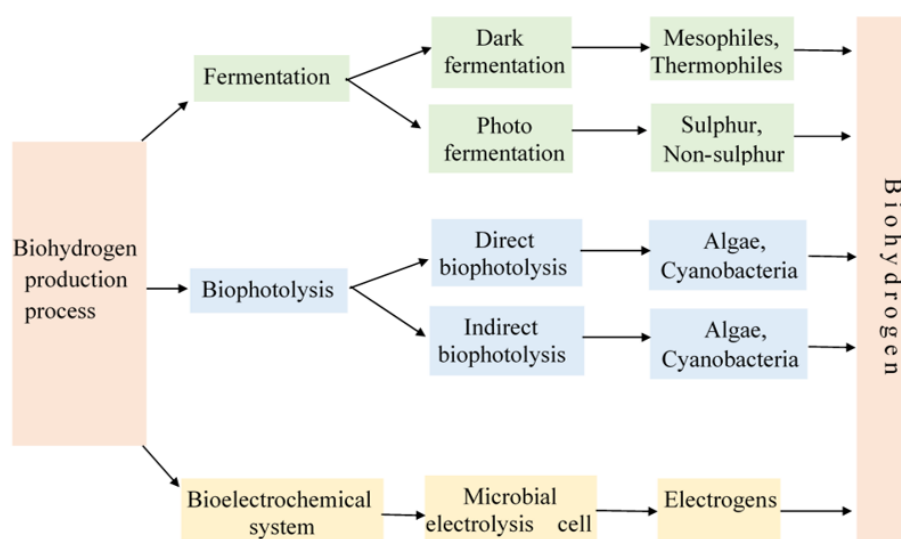 Biohydrogen
production
process
Fermentation
Dark
fermentation
Mesophiles,
Thermophiles
Photo
fermentation
Sulphur,
Non-sulphur
Biophotolysis
Direct
biophotolysis
Algae,
Cyanobacteria
Indirect
biophotolysis
Algae,
Cyanobacteria
Bioelectrochemical
system
Microbial
electrolysis cell
Electrogens
Biohydrogen